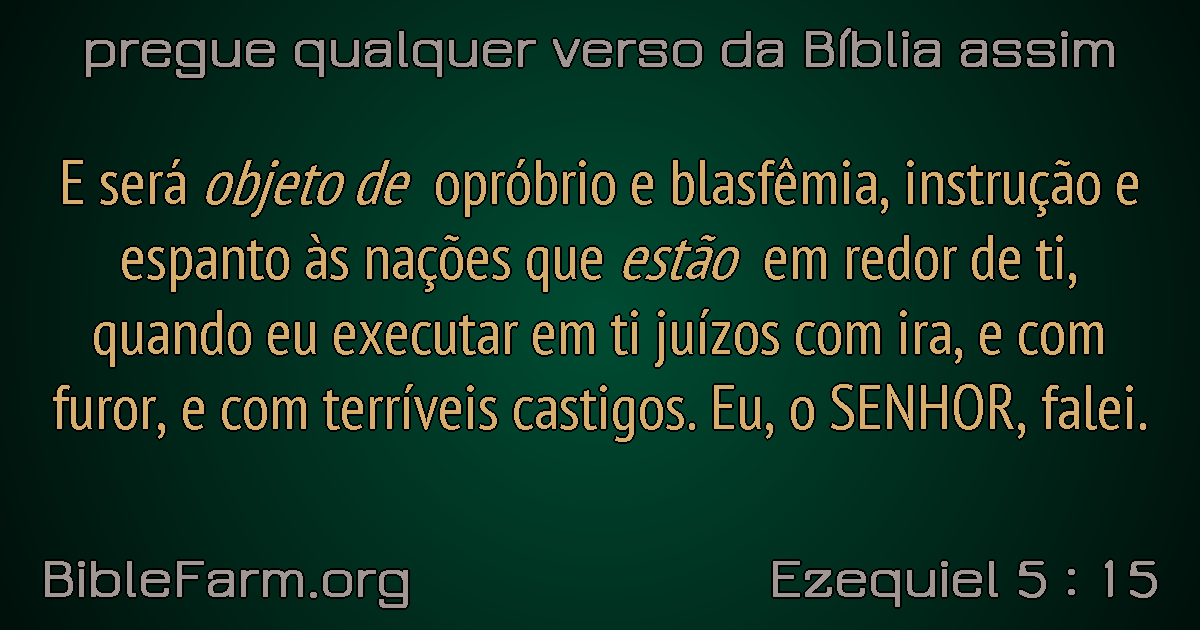 pregue qualquer verso da Bíblia assim
E será objeto de opróbrio e blasfêmia, instrução e
espanto às nações que estão em redor de ti,
quando eu executar em ti juízos com ira, e com
furor, e com terríveis castigos. Eu, o SENHOR, falei.
BibleFarm.org
Ezequiel 5 : 15